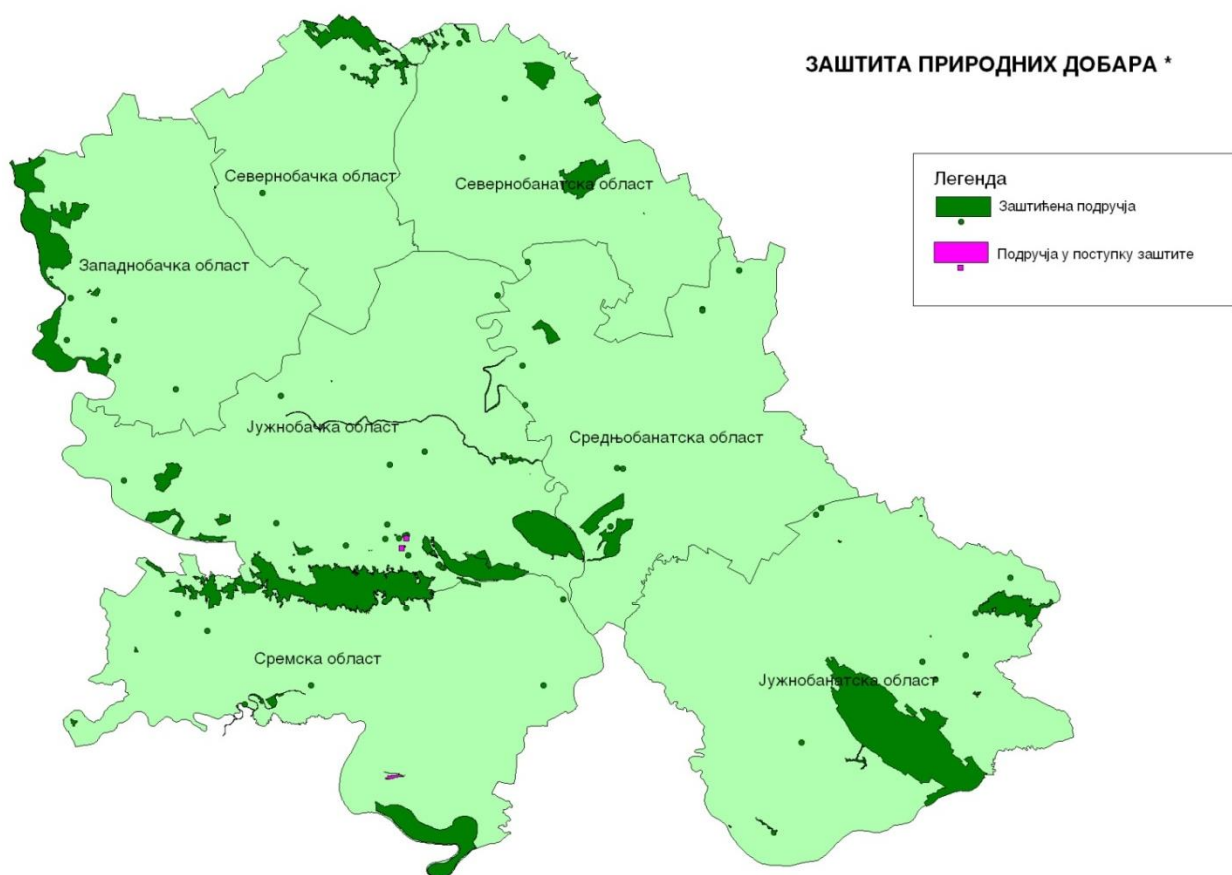 ЗАШТИТА ПРИРОДНИХ ДОБАРА *
Легенда
Заштићена подручја
Подручја у поступку заштите
Севернобачка област
Севернобанатска област
Западнобачка област
Јужнобачка област
Средњобанатска област
Сремска област
Јужнобанатска област